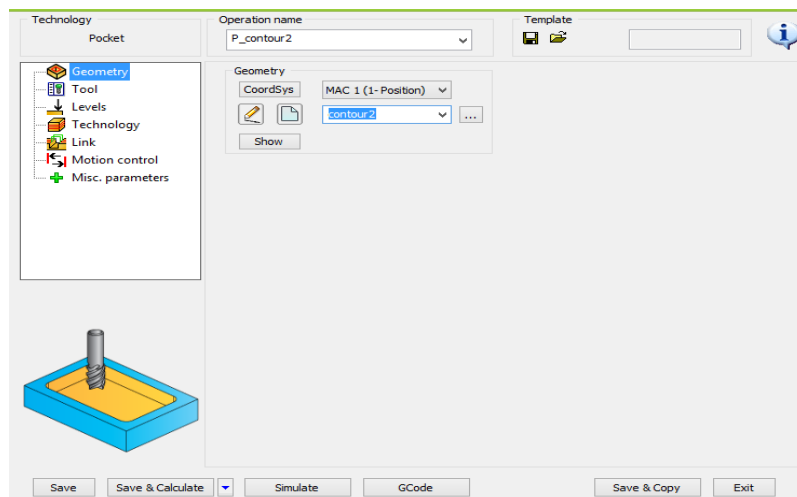 Technology
Pocket
Operation name
P_contour2
Template
Geometry
Tool
Levels
Technology
Link
Motion control
Misc. parameters
Geometry
CoordSys
MAC 1 (1- Position)
contour2
...
Show
Save
Save & Calculate
Simulate
GCode
Save & Copy
Exit